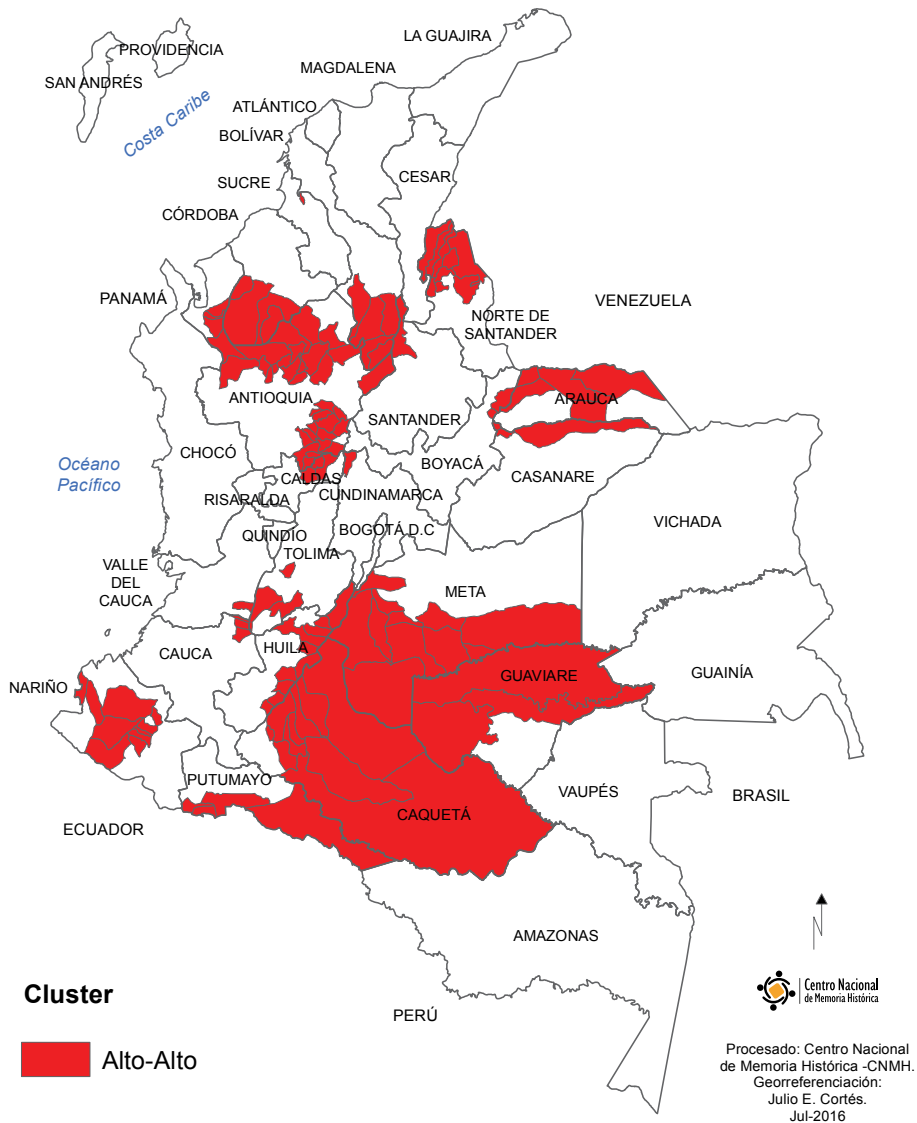 LA GUAJIRA
PROVIDENCIA
MAGDALENA
SAN ANDRÉS
ATLÁNTICO
Costa Caribe
BOLÍVAR
CESAR
SUCRE
CÓRDOBA
PANAMÁ
VENEZUELA
NORTE DE
SANTANDER
ANTIOQUIA
ARAUCA
SANTANDER
CHOCÓ
BOYACÁ
Océano
Pacífico
CASANARE
CALDAS
RISARALDA
CUNDINAMARCA
VICHADA
BOGOTÁ D.C
QUINDÍO
TOLIMA
VALLE
DEL
CAUCA
META
CAUCA
HUILA
GUAVIARE
GUAINÍA
NARIÑO
PUTUMAYO
VAUPÉS
BRASIL
CAQUETÁ
ECUADOR
AMAZONAS
N
PERÚ
Cluster
Alto-Alto
Centro Nacional
de Memoria Histórica
Procesado: Centro Nacional
de Memoria Histórica -CNMH.
Georreferenciación:
Julio E. Cortés.
Jul-2016